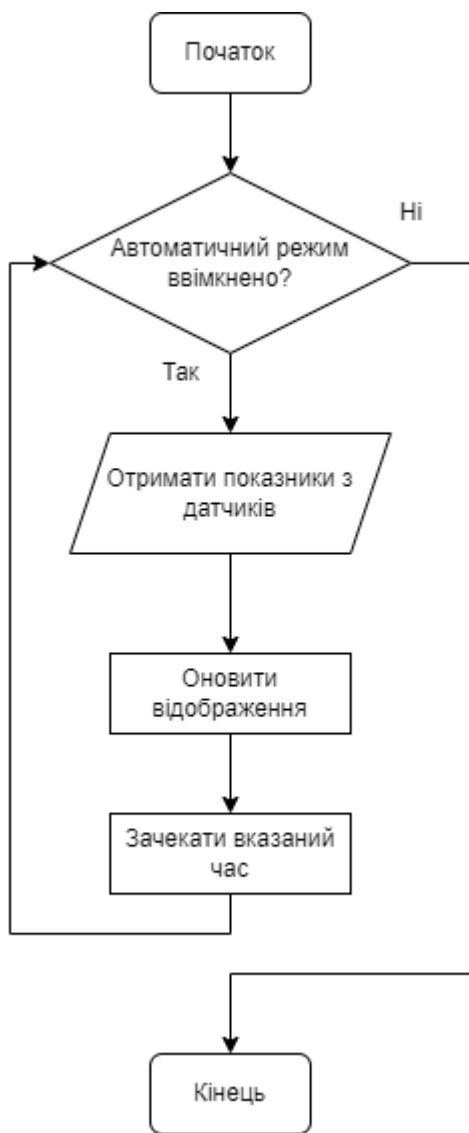 Початок
Ні
Автоматичний режим
ввімкнено?
Так
Отримати показники з
датчиків
Оновити
відображення
Зачекати вказаний
час
Кінець